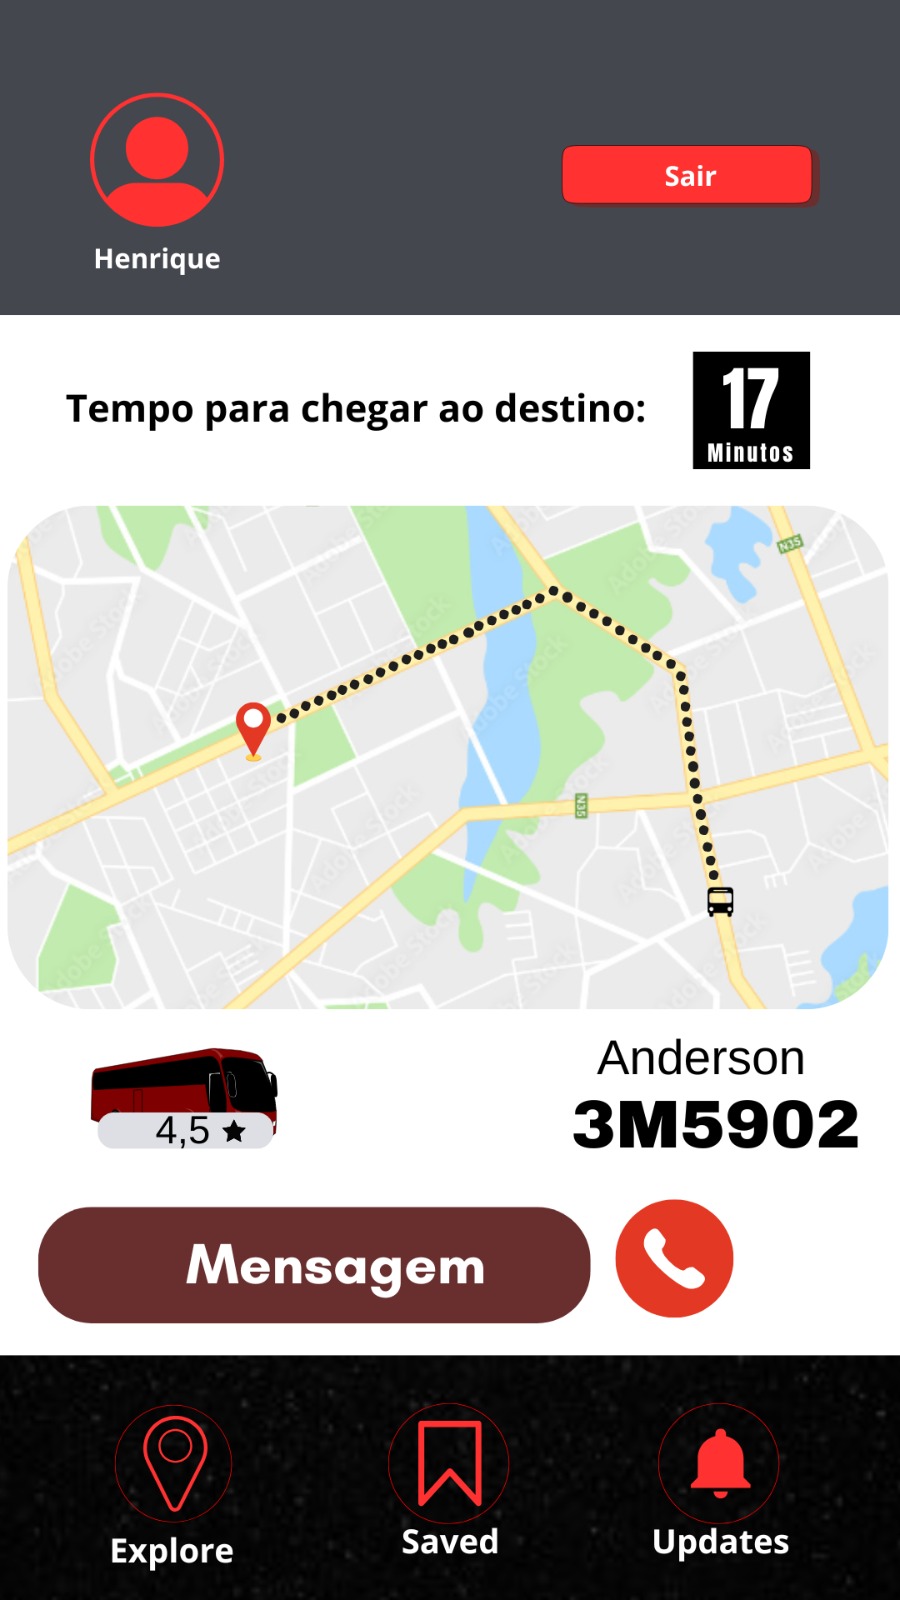 Sair
Henrique
Tempo para chegar ao destino:
17
Minutos
N35
N35
Anderson
3M5902
4,5
Mensagem
Explore
Saved
Updates